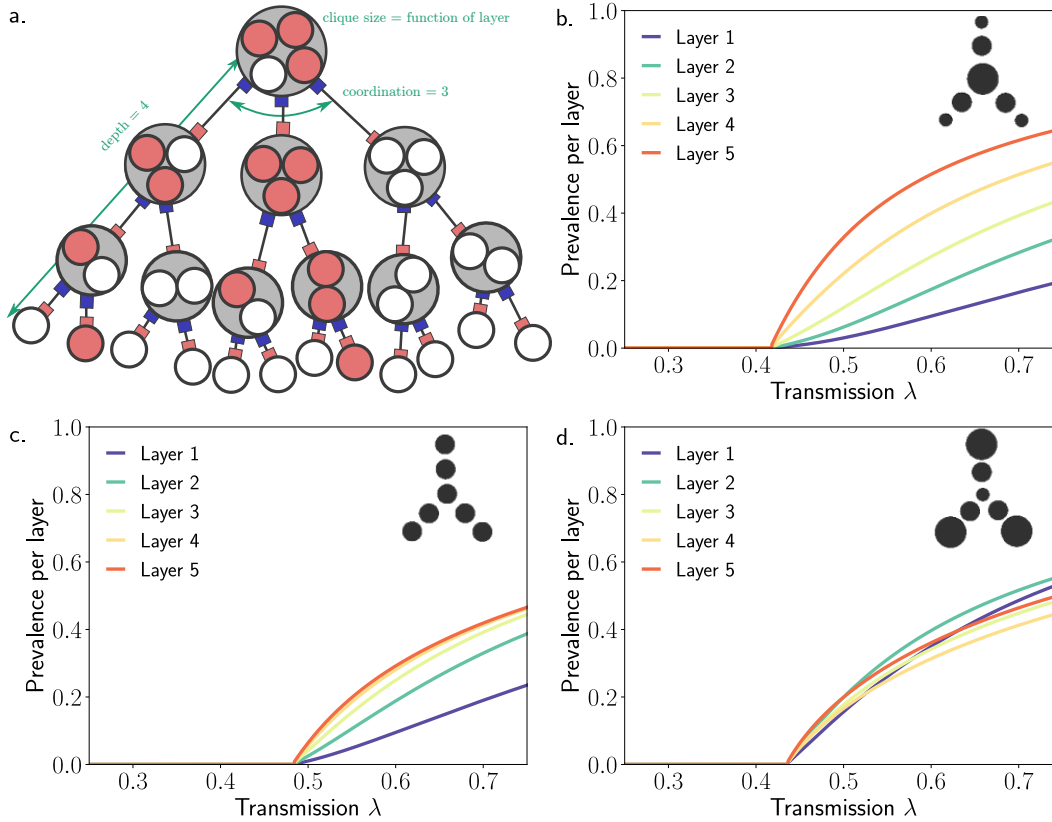 a.
clique size = function of layer
coordination = 3
depth = 4
b.
Prevalence per layer
1.0
0.8
0.6
0.4
0.2
0.0
Layer 1
Layer 2
Layer 3
Layer 4
Layer 5
0.3 0.4 0.5 0.6 0.7
Transmission λ
c.
Prevalence per layer
1.0
0.8
0.6
0.4
0.2
0.0
Layer 1
Layer 2
Layer 3
Layer 4
Layer 5
0.3 0.4 0.5 0.6 0.7
Transmission λ
d.
Prevalence per layer
1.0
0.8
0.6
0.4
0.2
0.0
Layer 1
Layer 2
Layer 3
Layer 4
Layer 5
0.3 0.4 0.5 0.6 0.7
Transmission λ